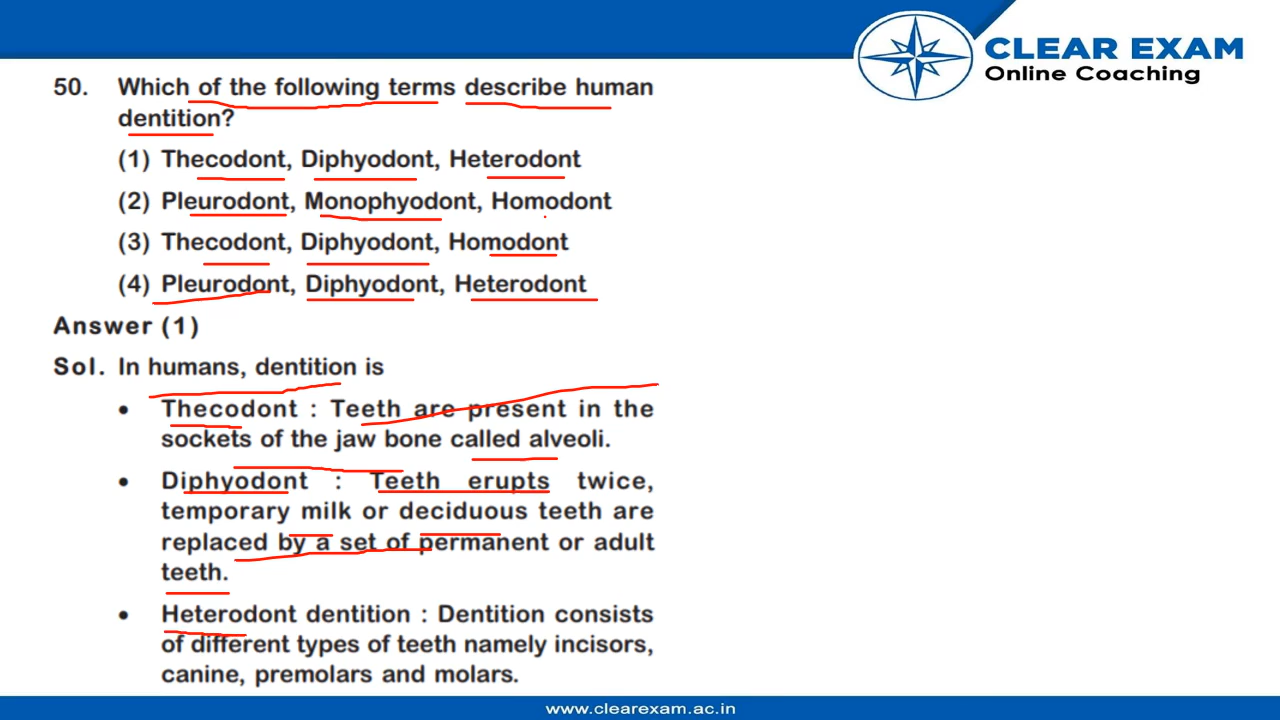 CLEAR EXAM
Online Coaching
50. Which of the following terms describe human
dentition?
(1) Thecodont, Diphyodont, Heterodont
(2) Pleurodont, Monophyodont, Homodont
(3) Thecodont, Diphyodont, Homodont
(4) Pleurodont, Diphyodont, Heterodont
Answer (1)
Sol. In humans, dentition is
• Thecodont : Teeth are present in the
sockets of the jaw bone called alveoli.
• Diphyodont : Teeth erupts twice,
temporary milk or deciduous teeth are
replaced by a set of permanent or adult
teeth.
• Heterodont dentition : Dentition consists
of different types of teeth namely incisors,
canine, premolars and molars.
www.clearexam.ac.in